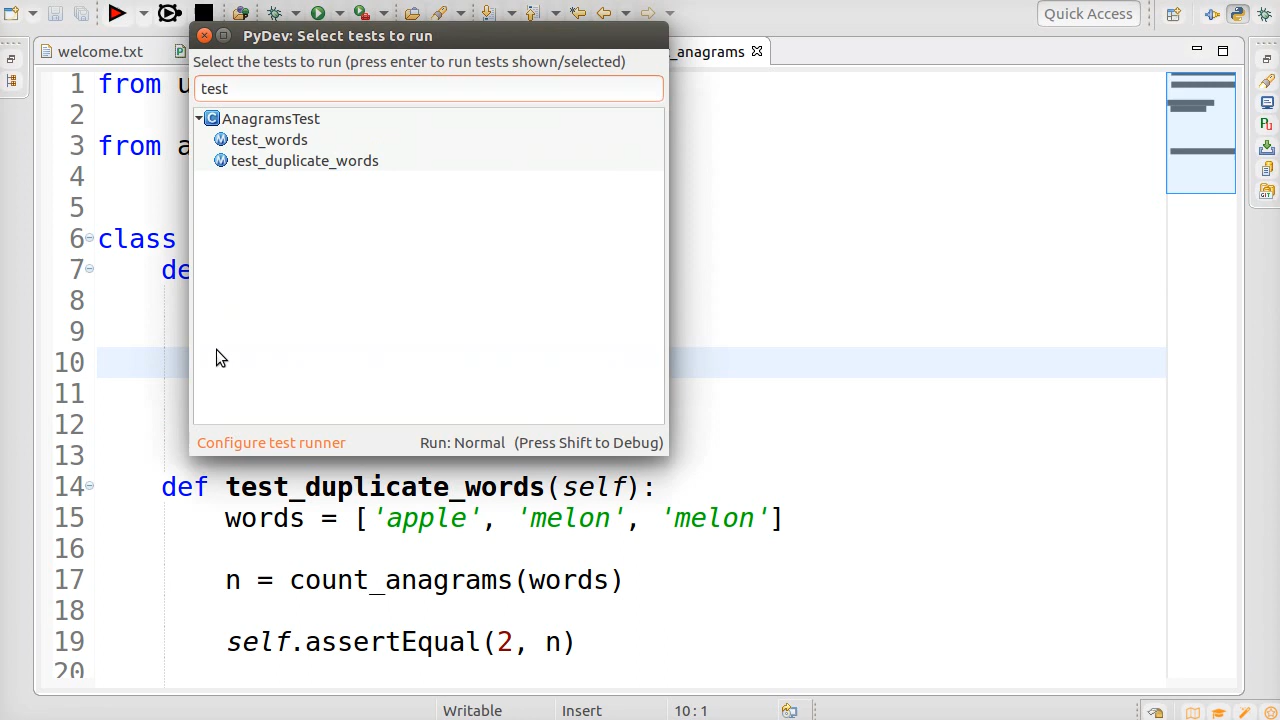 Quick Access
welcome.txt
_anagrams
PyDev: Select tests to run
Select the tests to run (press enter to run tests shown/selected)
test
AnagramsTest
test_words
test_duplicate_words
Configure test runner
Run: Normal (Press Shift to Debug)
1 from u
2
3 from a
4
5
6 class
7 de
8
9
10
11
12
13
14 def test_duplicate_words(self):
15 words = ['apple', 'melon', 'melon']
16
17 n = count_anagrams(words)
18
19 self.assertEqual(2, n)
20
Writable
Insert
10 : 1